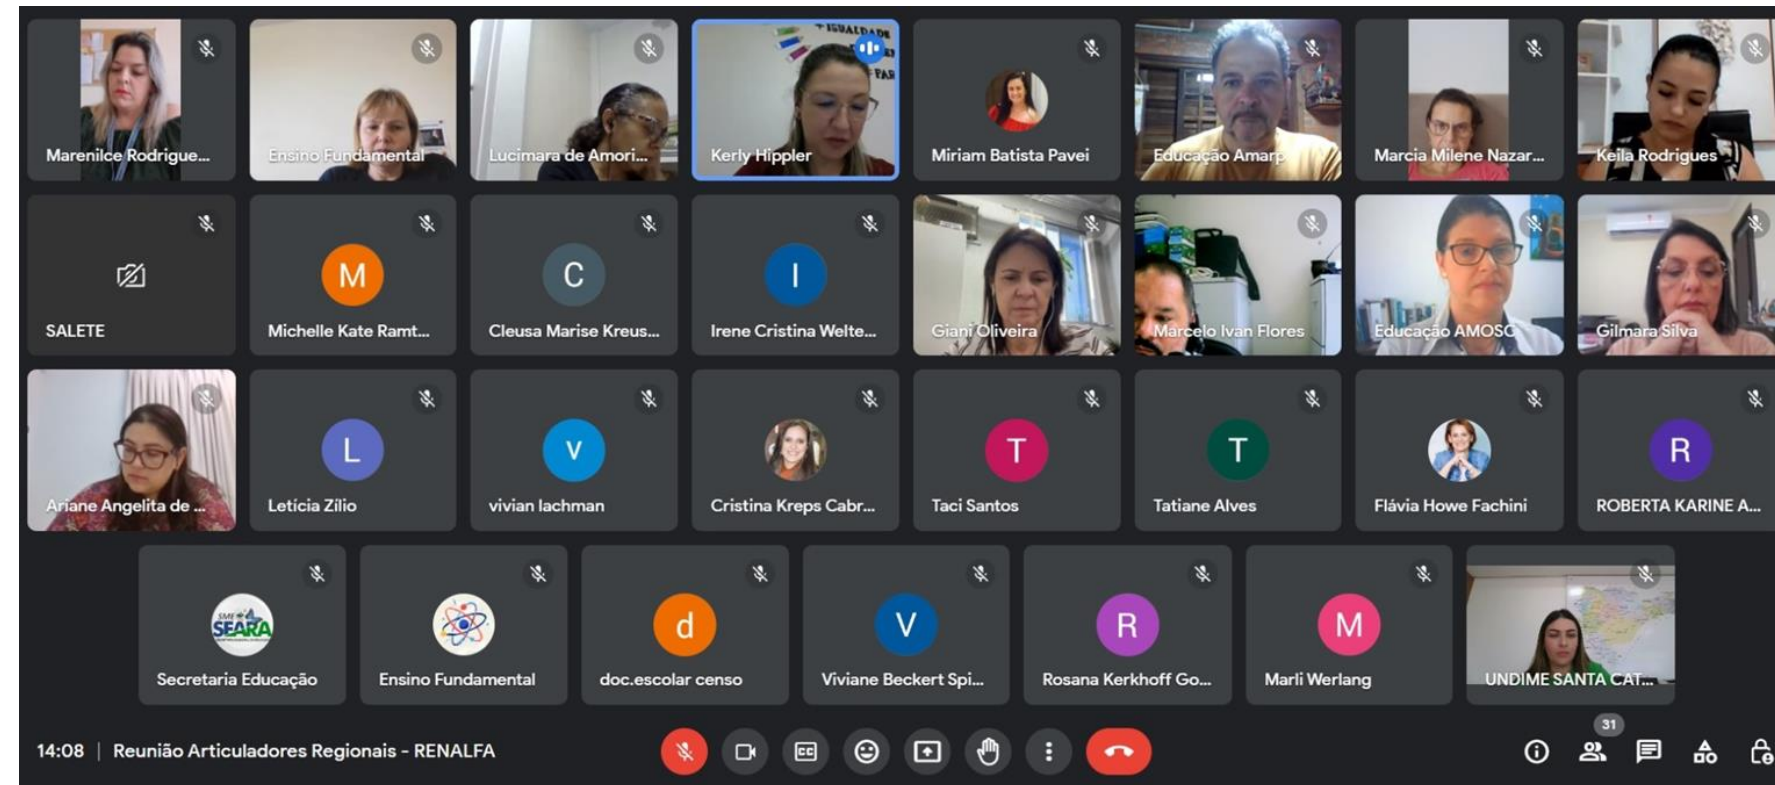 + IGUALDADE
PAR
Marenilce Rodrigue...
Ensino Fundamental
Lucimara de Amori...
Kerly Hippler
Miriam Batista Pavei
Educação Amarp
Marcia Milene Nazar...
Keila Rodrigues
SALETE
M
Michelle Kate Ramt...
C
Cleusa Marise Kreus...
I
Irene Cristina Welte...
Giani Oliveira
Marcelo Ivan Flores
Educação AMOSC
Gilmara Silva
Ariane Angelita de ...
L
Letícia Zílio
v
vivian lachman
Cristina Kreps Cabr...
T
Taci Santos
T
Tatiane Alves
Flávia Howe Fachini
R
ROBERTA KARINE A...
SME
SEARA
Secretaria Educação
Ensino Fundamental
d
doc.escolar censo
V
Viviane Beckert Spi...
R
Rosana Kerkhoff Go...
M
Marli Werlang
UNDIME SANTA CAT...
14:08 | Reunião Articuladores Regionais - RENALFA
CC
31